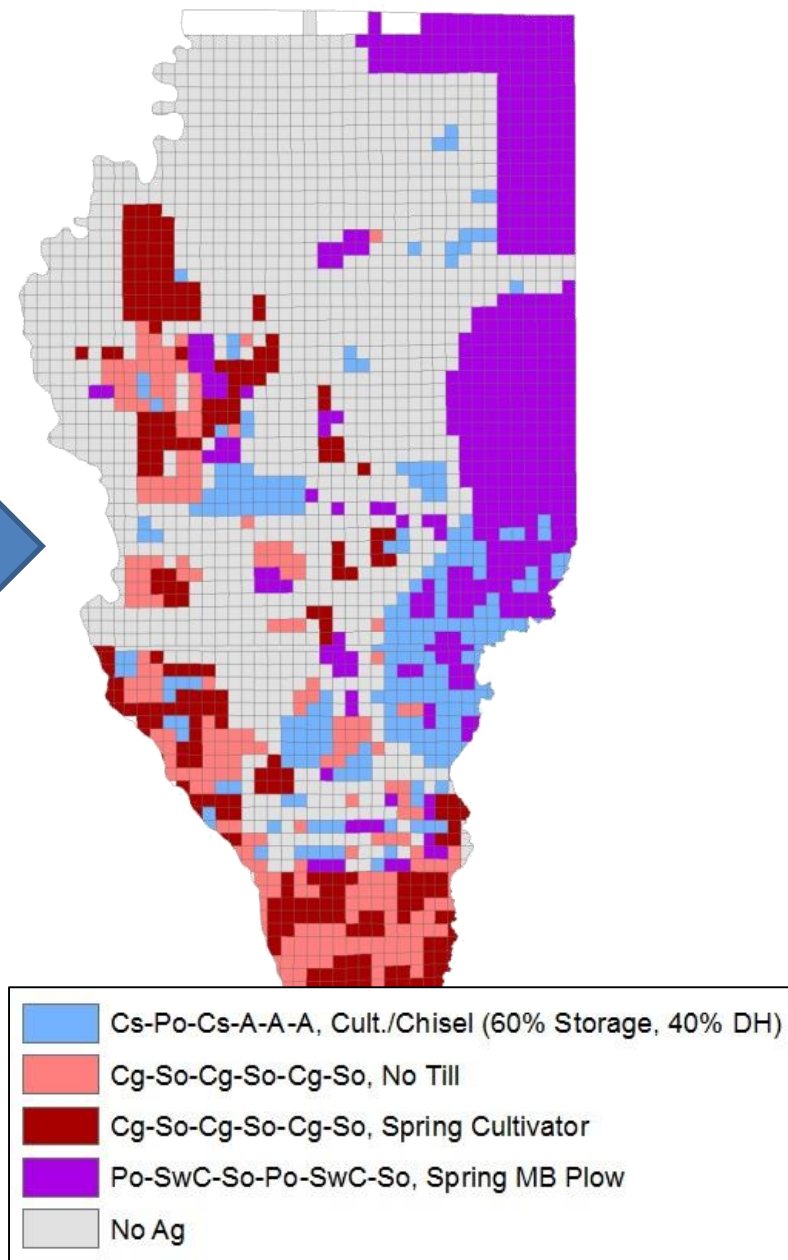 Cs-Po-Cs-A-A-A, Cult./Chisel (60% Storage, 40% DH)
Cg-So-Cg-So-Cg-So, No Till
Cg-So-Cg-So-Cg-So, Spring Cultivator
Po-SwC-So-Po-SwC-So, Spring MB Plow
No Ag